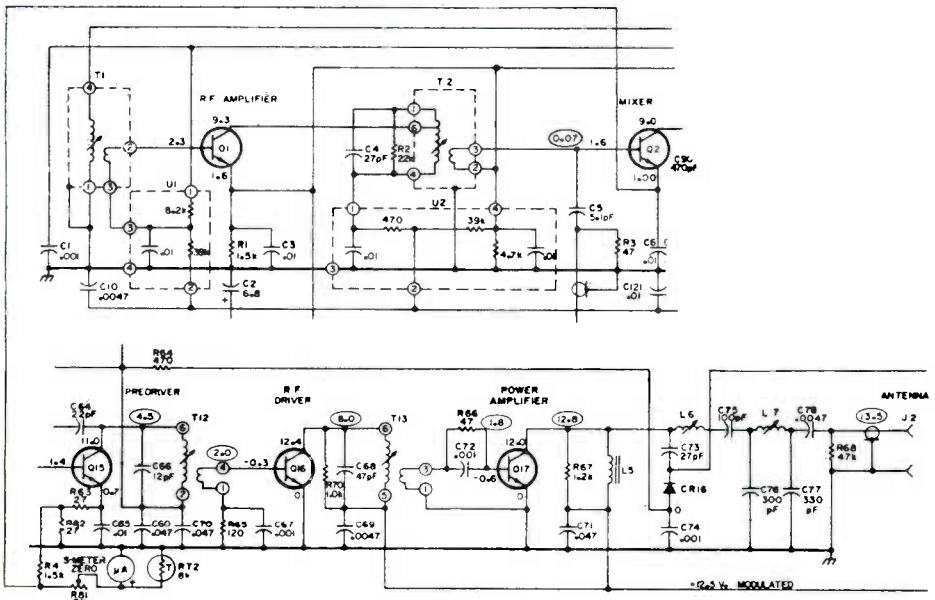 T1
R.F AMPLIFIER
T2
MIXER
9.3
2.3
Q1
1.6
C4
27pF
R2
22k
0.07
1.6
9.0
Q2
C90
470pF
1.00
U1
8.2k
.01
U2
470
39k
4.7k
.01
C5
5.1pF
R3
47
C6
.01
C121
.01
C1
.001
C10
.0047
R1
1.5k
C3
.01
C2
6.8
R64
470
PREDRIVER
R.F
DRIVER
POWER
AMPLIFIER
ANTENNA
J2
C64
22pF
11.0
4.5
T12
1.4
Q15
0.7
C66
12pF
2.0
-0.3
12.4
Q16
0
8.0
T13
R70
1.0k
C68
47pF
R66
47
C72
.001
1.8
-0.6
12.0
Q17
0
12.8
R67
1.2k
L5
L6
C75
100pF
L7
C78
.0047
13.5
C73
27pF
CR16
0
C74
.001
C76
300
pF
C77
330
pF
R68
47k
R63
27
R62
27
C65
.01
C60
.047
C70
.047
R65
120
C67
.001
C69
.0047
C71
.047
R4
1.5k
S-METER
ZERO
R81
µA
T
RT2
8k
+12.5 V. MODULATED